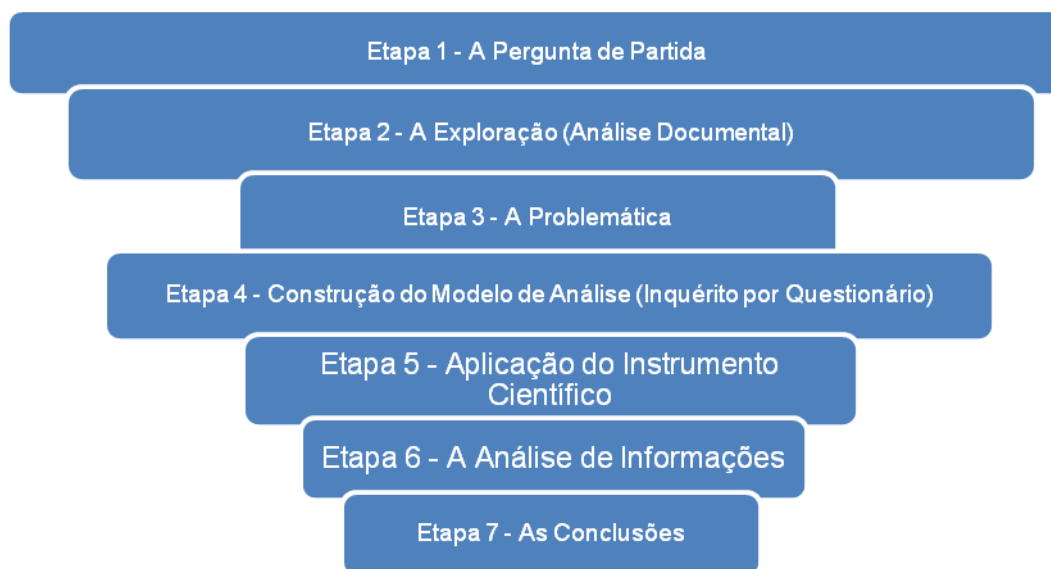 Etapa 1 - A Pergunta de Partida
Etapa 2 - A Exploração (Análise Documental)
Etapa 3 - A Problemática
Etapa 4 - Construção do Modelo de Análise (Inquérito por Questionário)
Etapa 5 - Aplicação do Instrumento
Científico
Etapa 6 - A Análise de Informações
Etapa 7 - As Conclusões